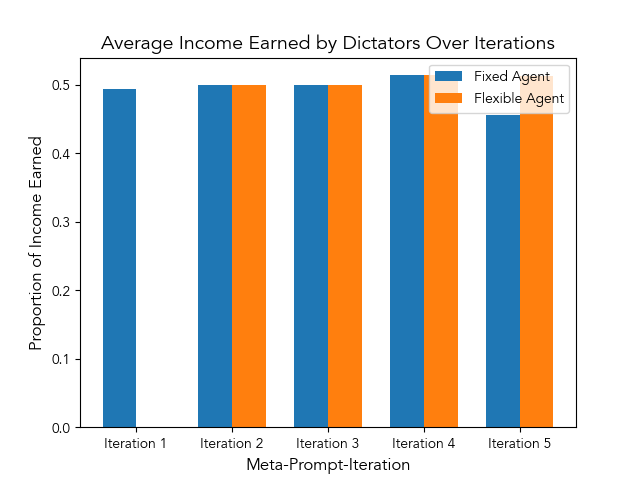 Average Income Earned by Dictators Over Iterations
Fixed Agent
Flexible Agent
Proportion of Income Earned
0.5
0.4
0.3
0.2
0.1
0.0
Iteration 1
Iteration 2
Iteration 3
Iteration 4
Iteration 5
Meta-Prompt-Iteration